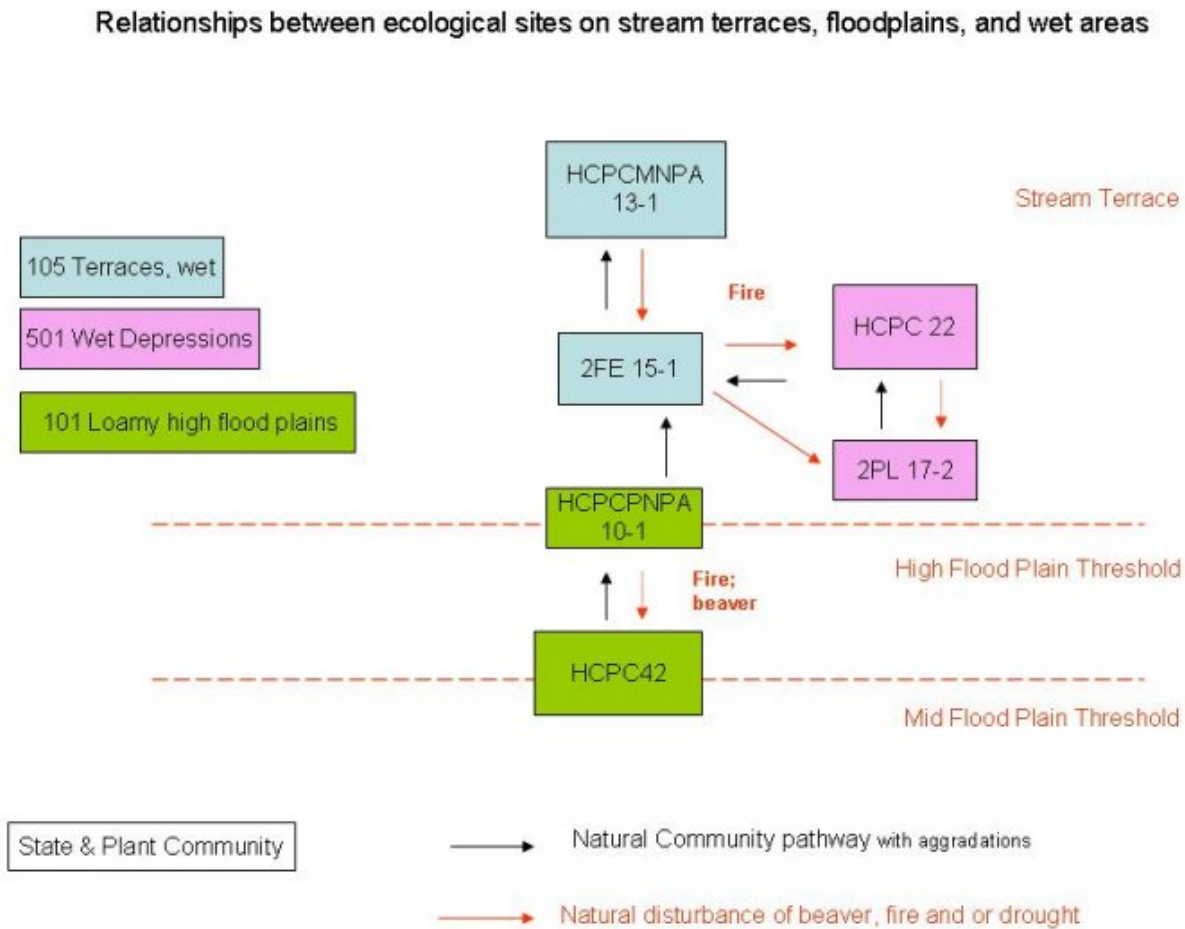 Relationships between ecological sites on stream terraces, floodplains, and wet areas
HCPCMNPA
13-1
Stream Terrace
105 Terraces, wet
Fire
501 Wet Depressions
HCPC 22
2FE 15-1
101 Loamy high flood plains
2PL 17-2
HCPCPNPA
10-1
High Flood Plain Threshold
Fire;
beaver
HCPC42
Mid Flood Plain Threshold
State & Plant Community
Natural Community pathway with aggradations
Natural disturbance of beaver, fire and or drought